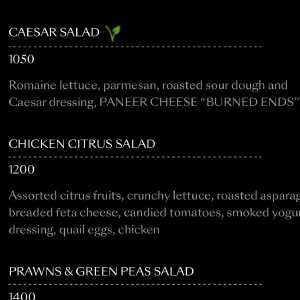 CAESAR SALAD
1050
Romaine lettuce, parmesan, roasted sour dough and
Caesar dressing, PANEER CHEESE “BURNED ENDS”
CHICKEN CITRUS SALAD
1200
Assorted citrus fruits, crunchy lettuce, roasted asparag
breaded feta cheese, candied tomatoes, smoked yogu
dressing, quail eggs, chicken
PRAWNS & GREEN PEAS SALAD
1400